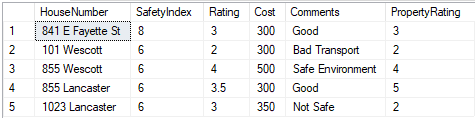 HouseNumber SafetyIndex Rating Cost Comments PropertyRating
1 841 E Fayette St 8 3 300 Good 3
2 101 Wescott 6 2 300 Bad Transport 2
3 855 Wescott 6 4 500 Safe Environment 4
4 855 Lancaster 6 3.5 300 Good 5
5 1023 Lancaster 6 3 350 Not Safe 2